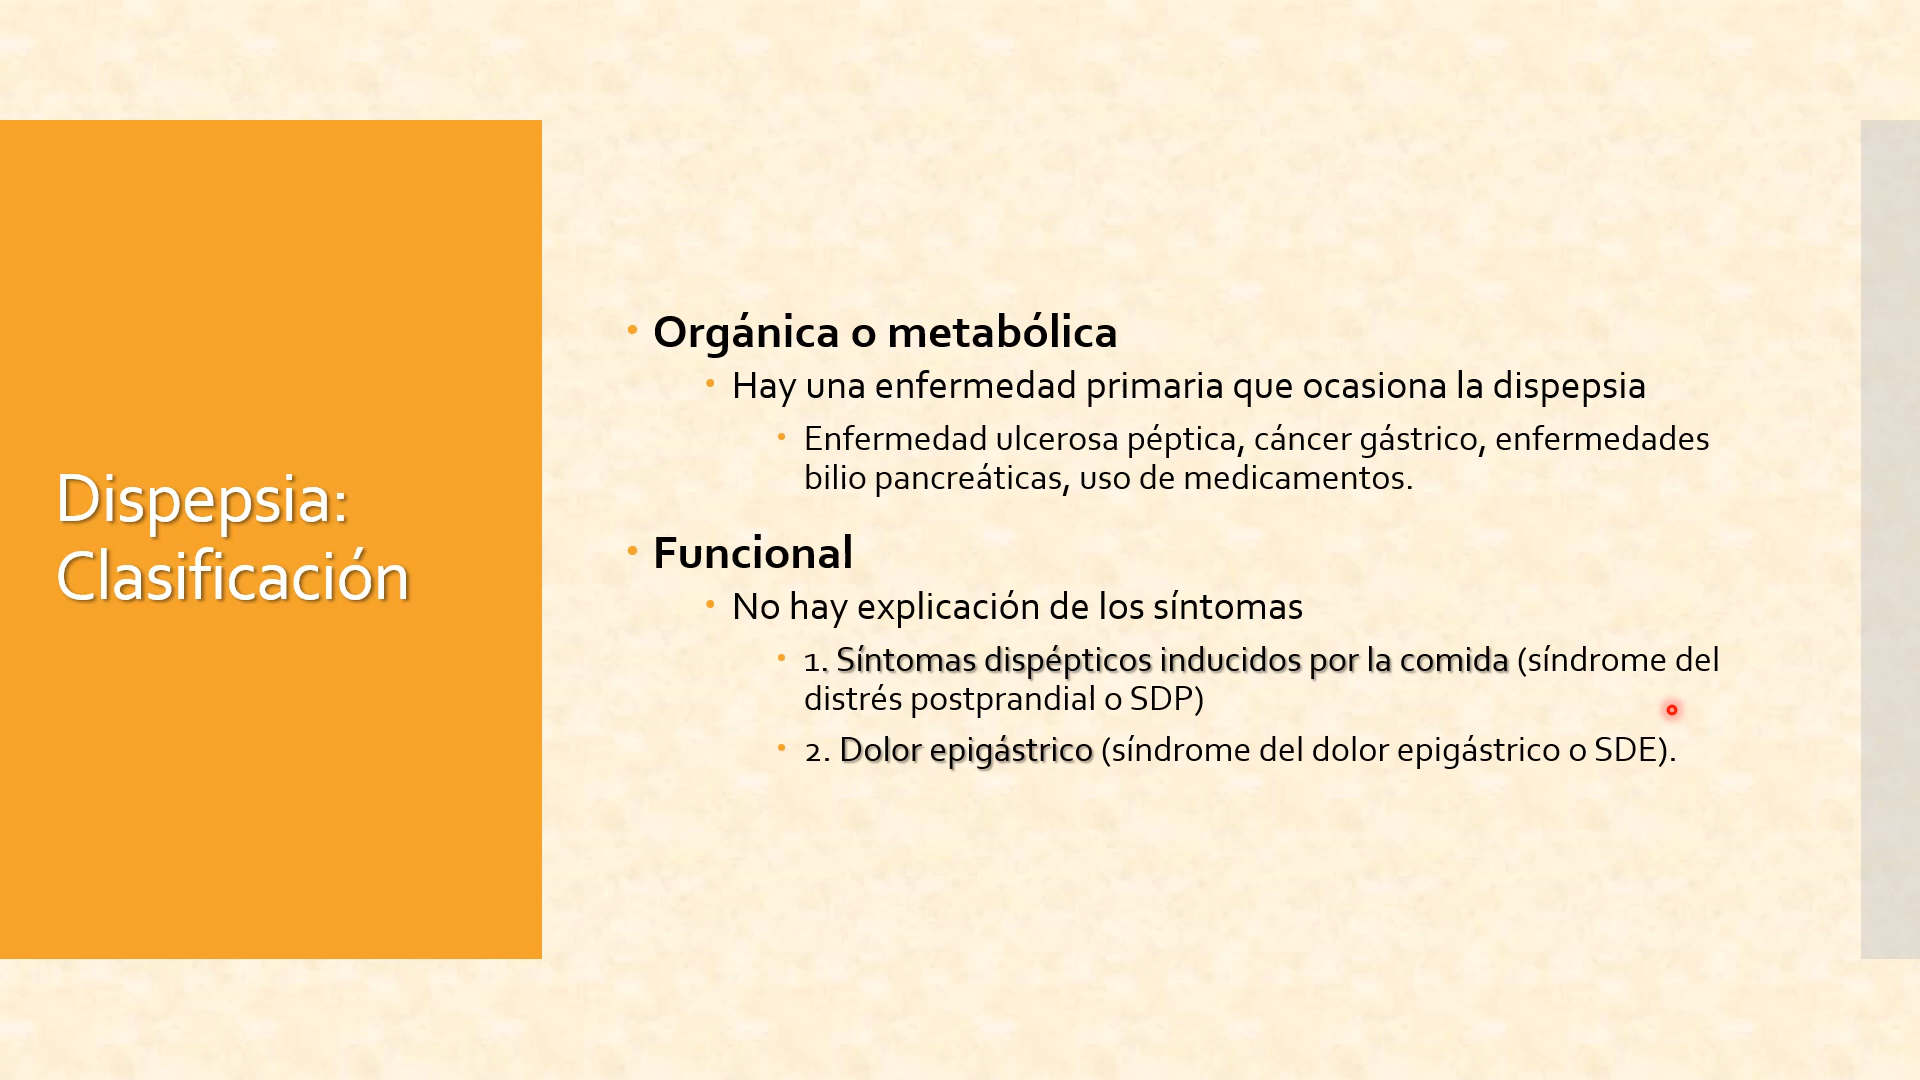 Dispepsia:
Clasificación
• Orgánica o metabólica
• Hay una enfermedad primaria que ocasiona la dispepsia
• Enfermedad ulcerosa péptica, cáncer gástrico, enfermedades
bilio pancreáticas, uso de medicamentos.
• Funcional
• No hay explicación de los síntomas
• 1. Síntomas dispépticos inducidos por la comida (síndrome del
distrés postprandial o SDP)
• 2. Dolor epigástrico (síndrome del dolor epigástrico o SDE).